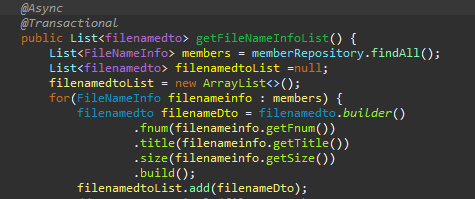 @Async
@Transactional
public List<filenamedto> getFileNameInfoList() {
List<FileNameInfo> members = memberRepository.findAll();
List<filenamedto> filenamedtoList =null;
filenamedtoList = new ArrayList<>();
for(FileNameInfo filenameinfo : members) {
filenamedto filenameDto = filenamedto.builder()
.fnum(filenameinfo.getFnum())
.title(filenameinfo.getTitle())
.size(filenameinfo.getSize())
.build();
filenamedtoList.add(filenameDto);